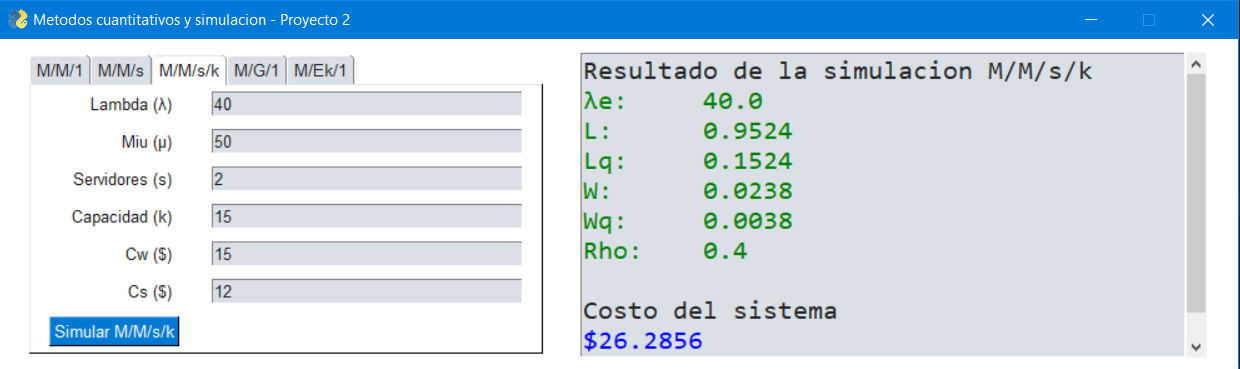 Metodos cuantitativos y simulacion - Proyecto 2
M/M/1 M/M/s M/M/s/k M/G/1 M/Ek/1
Lambda (λ) 40
Miu (μ) 50
Servidores (s) 2
Capacidad (k) 15
Cw ($) 15
Cs ($) 12
Simular M/M/s/k
Resultado de la simulacion M/M/s/k
λe: 40.0
L: 0.9524
Lq: 0.1524
W: 0.0238
Wq: 0.0038
Rho: 0.4
Costo del sistema
$26.2856